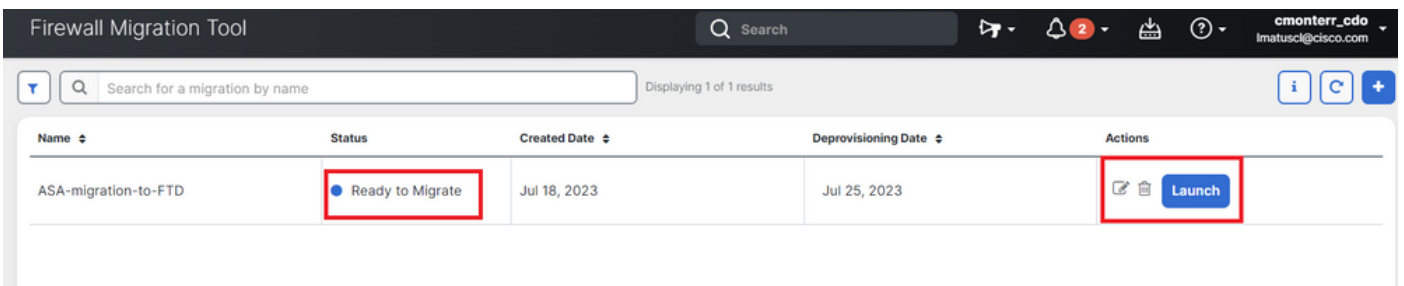 Firewall Migration Tool
Search
2
?
cmonterr_cdo
lmatuscl@cisco.com
Search for a migration by name
Displaying 1 of 1 results
i
+
Name Status Created Date Deprovisioning Date Actions
ASA-migration-to-FTD Ready to Migrate Jul 18, 2023 Jul 25, 2023 Launch